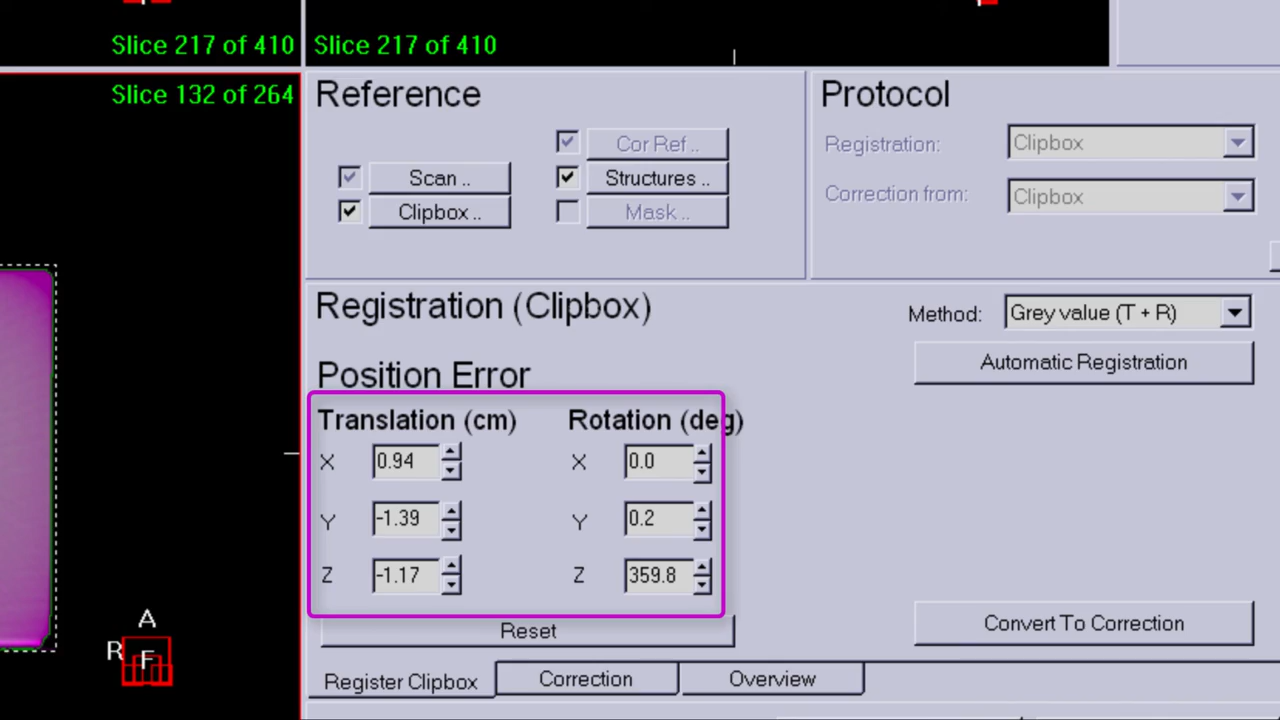 Slice 217 of 410
Slice 217 of 410
Slice 132 of 264
Reference
Protocol
Cor Ref ..
Registration: Clipbox
Scan ..
Structures ..
Correction from: Clipbox
Clipbox ..
Mask ..
Registration (Clipbox)
Method: Grey value (T + R)
Automatic Registration
Position Error
Translation (cm) Rotation (deg)
X 0.94 X 0.0
Y -1.39 Y 0.2
Z -1.17 Z 359.8
A
R F
Reset
Convert To Correction
Register Clipbox Correction Overview